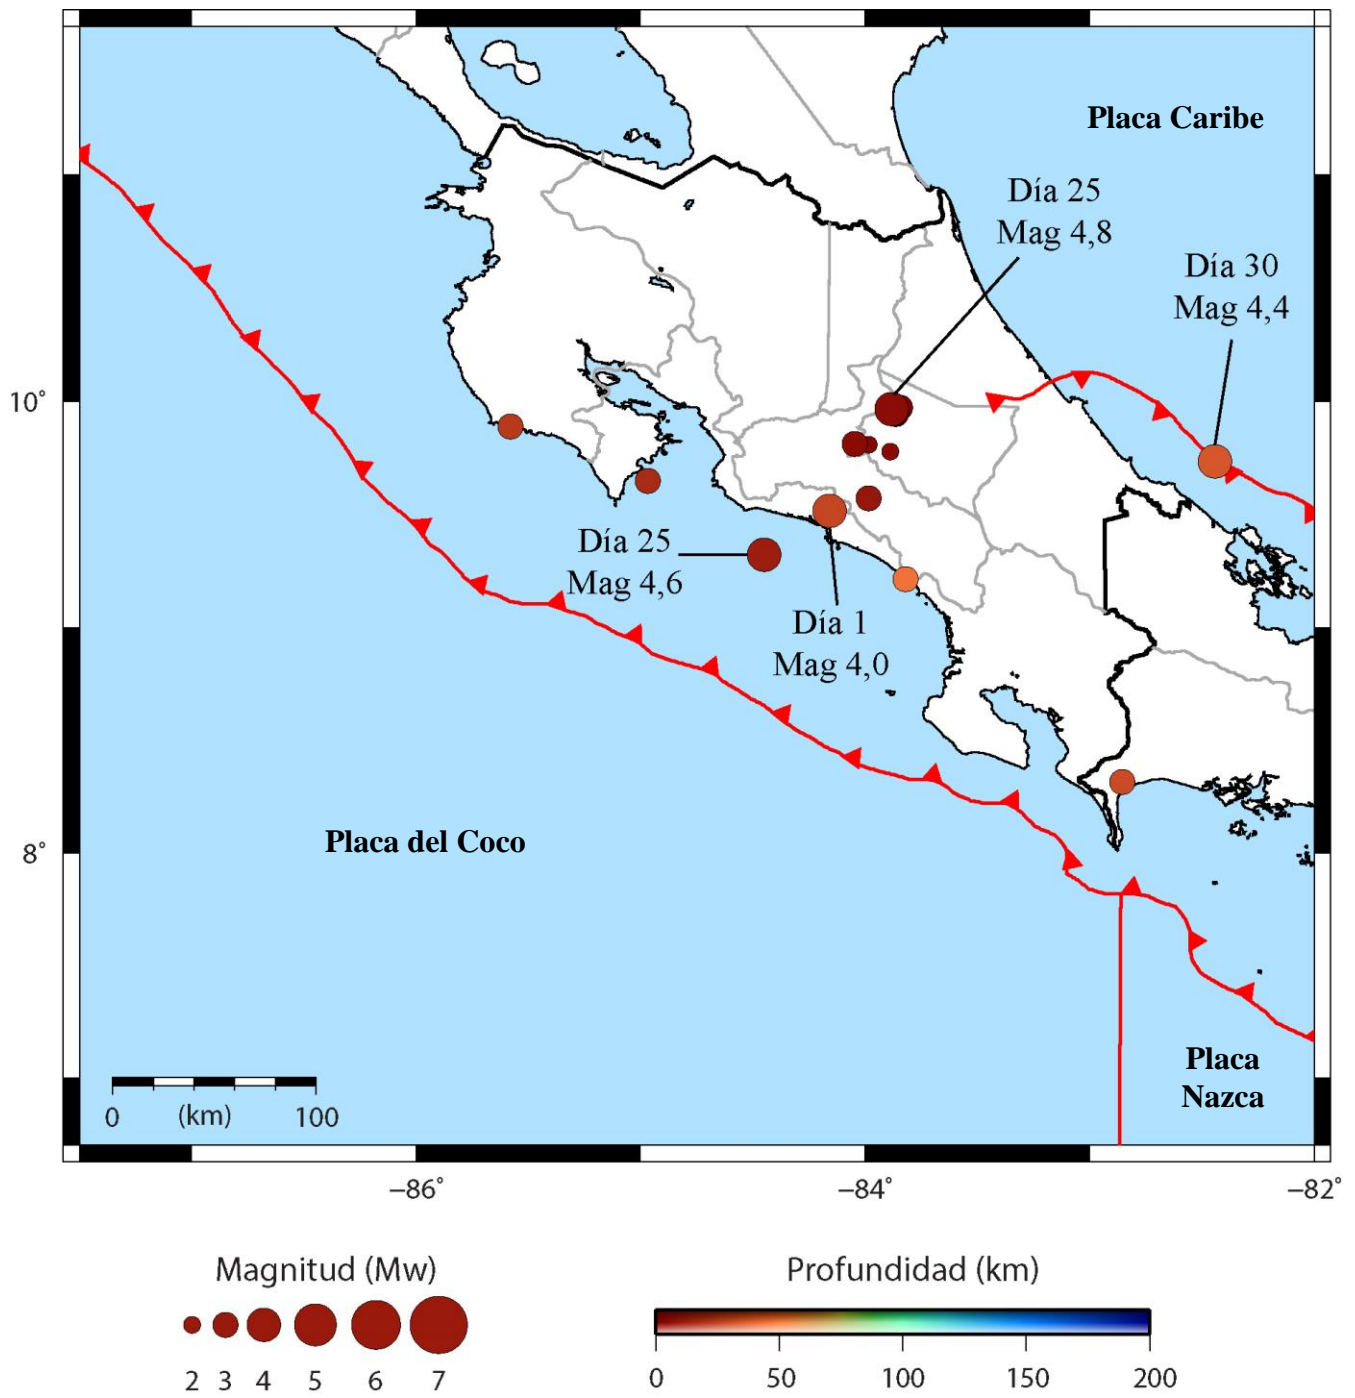 Placa Caribe
Día 25
Mag 4,8
Día 30
Mag 4,4
10°
Día 25
Mag 4,6
Día 1
Mag 4,0
Placa del Coco
8°
Placa
Nazca
0 (km) 100
−86° −84° −82°
Magnitud (Mw)
2 3 4 5 6 7
Profundidad (km)
0 50 100 150 200